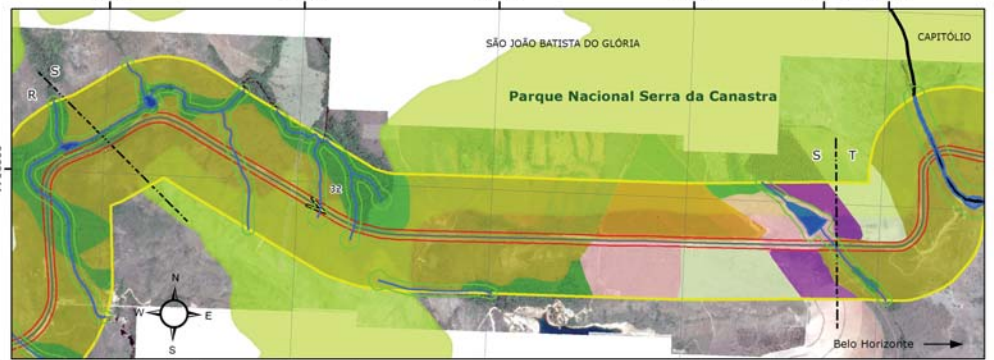 SÃO JOÃO BATISTA DO GLÓRIA
CAPITÓLIO
S
R
Parque Nacional Serra da Canastra
S T
32
N
W E
S
Belo Horizonte